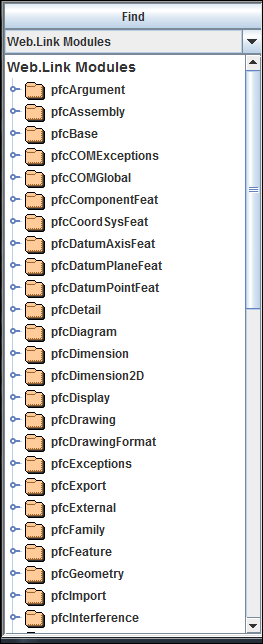 Find
Web.Link Modules
Web.Link Modules
pfcArgument
pfcAssembly
pfcBase
pfcCOMExceptions
pfcCOMGlobal
pfcComponentFeat
pfcCoordSysFeat
pfcDatumAxisFeat
pfcDatumPlaneFeat
pfcDatumPointFeat
pfcDetail
pfcDiagram
pfcDimension
pfcDimension2D
pfcDisplay
pfcDrawing
pfcDrawingFormat
pfcExceptions
pfcExport
pfcExternal
pfcFamily
pfcFeature
pfcGeometry
pfcImport
pfcInterference